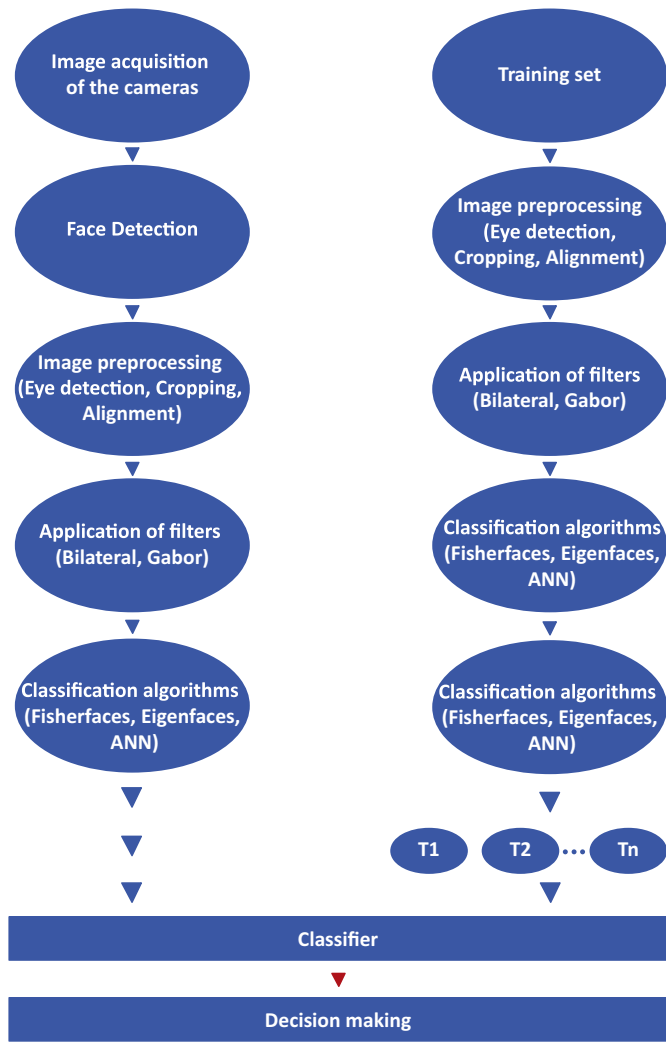 Image acquisition
of the cameras
Face Detection
Image preprocessing
(Eye detection, Cropping,
Alignment)
Application of filters
(Bilateral, Gabor)
Classification algorithms
(Fisherfaces, Eigenfaces,
ANN)
Training set
Image preprocessing
(Eye detection,
Cropping, Alignment)
Application of filters
(Bilateral, Gabor)
Classification algorithms
(Fisherfaces, Eigenfaces,
ANN)
Classification algorithms
(Fisherfaces, Eigenfaces,
ANN)
T1 T2 ... Tn
Classifier
Decision making